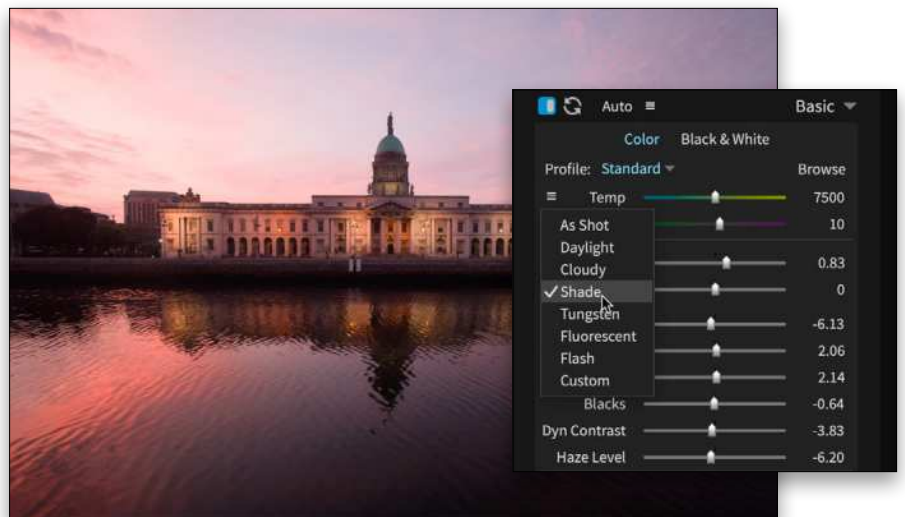 Auto Basic
Color Black & White
Profile: Standard Browse
Temp 7500
As Shot 10
Daylight
Cloudy 0.83
Shade 0
Tungsten
Fluorescent -6.13
Flash 2.06
Custom 2.14
Blacks -0.64
Dyn Contrast -3.83
Haze Level -6.20